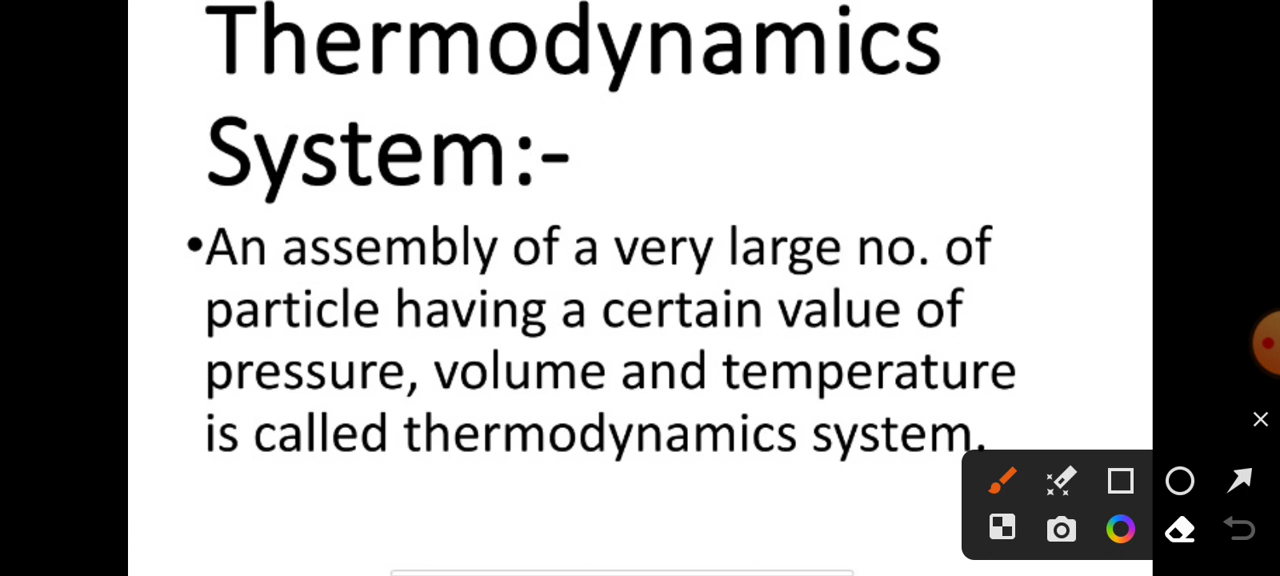 Thermodynamics
System:-
•An assembly of a very large no. of
particle having a certain value of
pressure, volume and temperature
is called thermodynamics system.